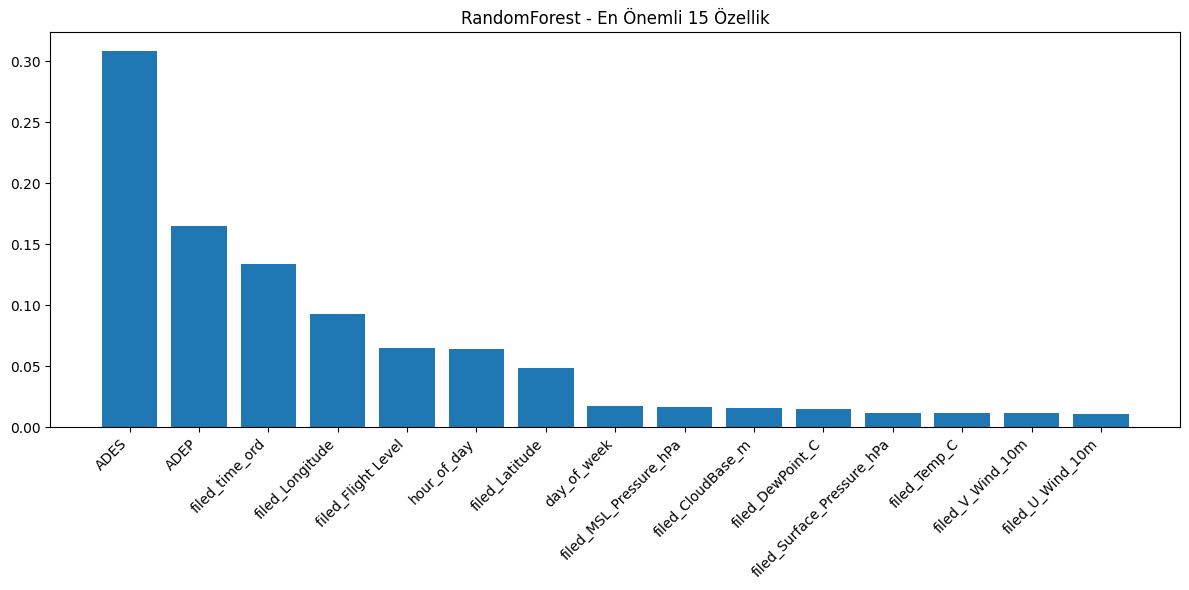 RandomForest - En Önemli 15 Özellik
0.30
0.25
0.20
0.15
0.10
0.05
0.00
ADES
ADEP
filed_time_ord
filed_Longitude
filed_Flight Level
hour_of_day
filed_Latitude
day_of_week
filed_MSL_Pressure_hPa
filed_CloudBase_m
filed_DewPoint_C
filed_Surface_Pressure_hPa
filed_Temp_C
filed_V_Wind_10m
filed_U_Wind_10m